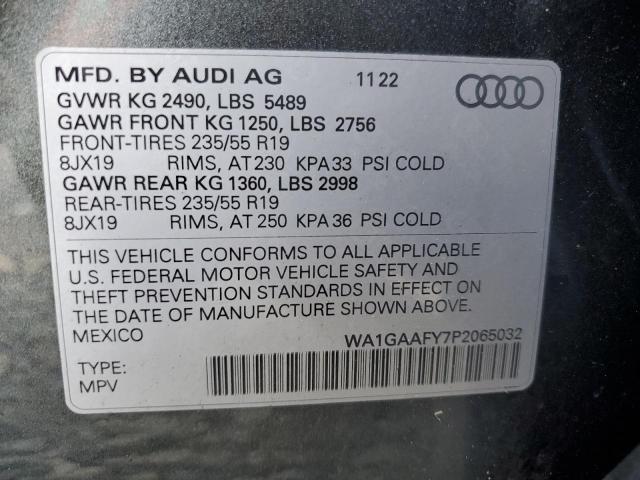 MFD. BY AUDI AG 11 22
GVWR KG 2490, LBS 5489
GAWR FRONT KG 1250, LBS 2756
FRONT-TIRES 235/55 R19
8JX19 RIMS, AT 230 KPA 33 PSI COLD
GAWR REAR KG 1360, LBS 2998
REAR-TIRES 235/55 R19
8JX19 RIMS, AT 250 KPA 36 PSI COLD
THIS VEHICLE CONFORMS TO ALL APPLICABLE
U.S. FEDERAL MOTOR VEHICLE SAFETY AND
THEFT PREVENTION STANDARDS IN EFFECT ON
THE DATE OF MANUFACTURE SHOWN ABOVE.
MEXICO WA1GAAFY7P2065032
TYPE:
MPV